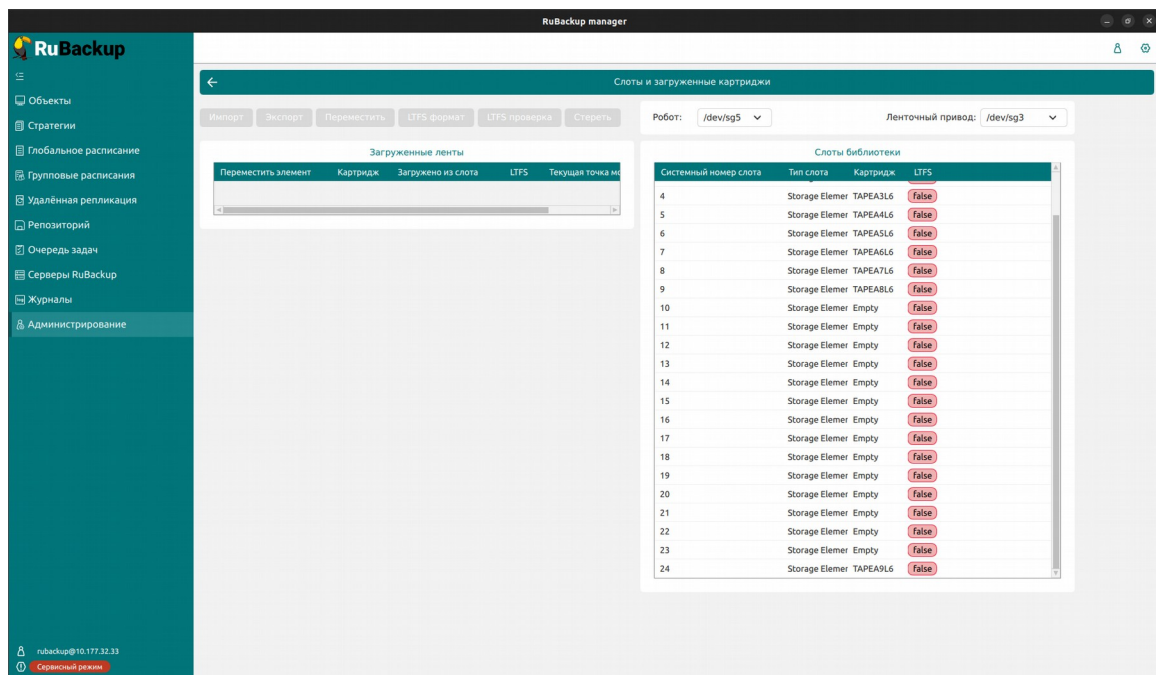 RuBackup manager
RuBackup
Объекты
Стратегии
Глобальное расписание
Групповые расписания
Удалённая репликация
Репозиторий
Очередь задач
Серверы RuBackup
Журналы
Администрирование
rubackup@10.177.32.33
Сервисный режим
Слоты и загруженные картриджи
Импорт Экспорт Переместить LTFS формат LTFS проверка Стереть
Загруженные ленты
Переместить элемент Картридж Загружено из слота LTFS Текущая точка мо
Робот: /dev/sg5 Ленточный привод: /dev/sg3
Слоты библиотеки
Системный номер слота Тип слота Картридж LTFS
4 Storage Elemer TAPEA3L6 false
5 Storage Elemer TAPEA4L6 false
6 Storage Elemer TAPEA5L6 false
7 Storage Elemer TAPEA6L6 false
8 Storage Elemer TAPEA7L6 false
9 Storage Elemer TAPEA8L6 false
10 Storage Elemer Empty false
11 Storage Elemer Empty false
12 Storage Elemer Empty false
13 Storage Elemer Empty false
14 Storage Elemer Empty false
15 Storage Elemer Empty false
16 Storage Elemer Empty false
17 Storage Elemer Empty false
18 Storage Elemer Empty false
19 Storage Elemer Empty false
20 Storage Elemer Empty false
21 Storage Elemer Empty false
22 Storage Elemer Empty false
23 Storage Elemer Empty false
24 Storage Elemer TAPEA9L6 false